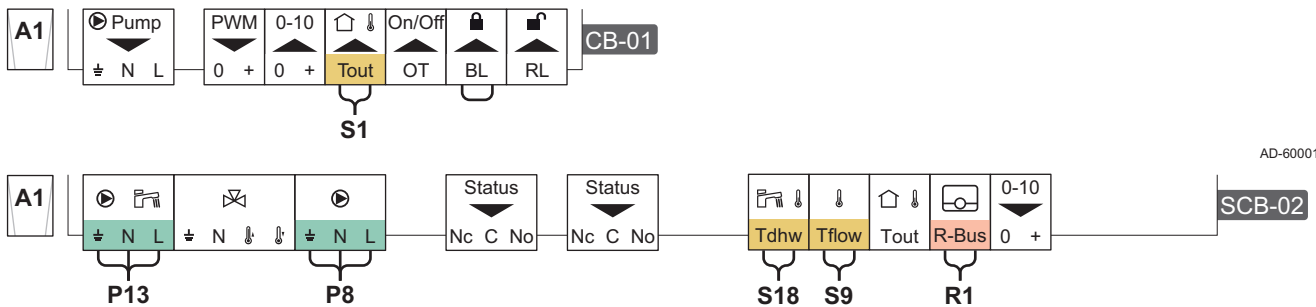 A1 Pump PWM 0-10 On/Off CB-01
N L 0 + 0 + Tout OT BL RL
S1
AD-60001
A1 Status Status 0-10 SCB-02
N L N N L Nc C No Nc C No Tdhw Tflow Tout R-Bus 0 +
P13 P8 S18 S9 R1